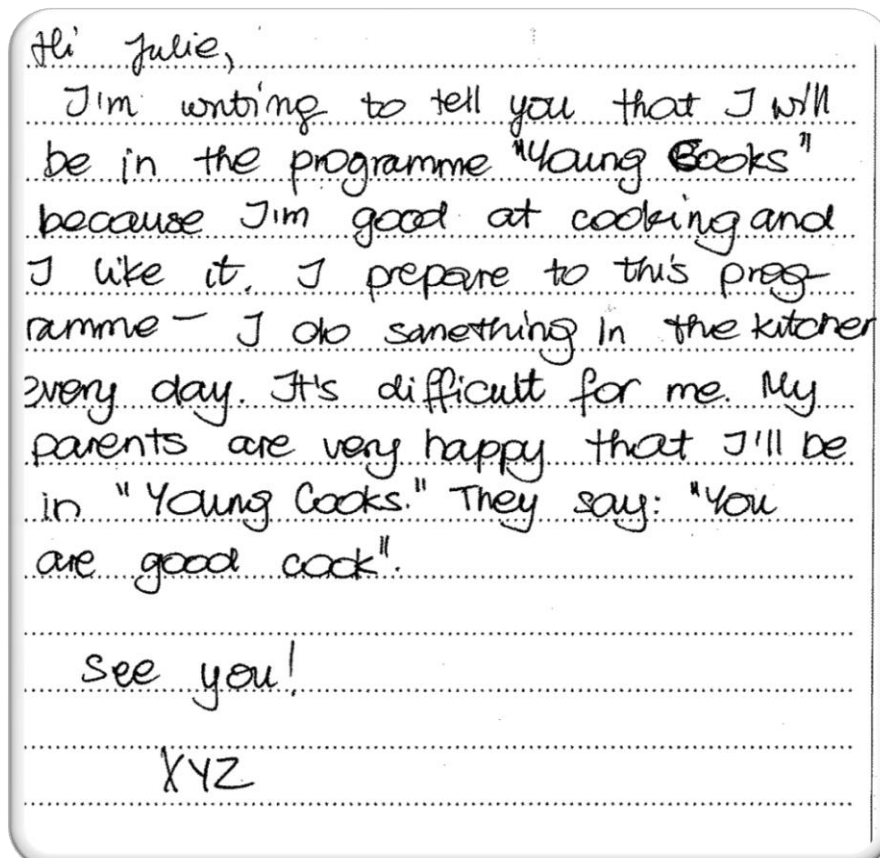 Hi Julie,
I'm writing to tell you that I will
be in the programme "Young Cooks"
because I'm good at cooking and
I like it. I prepare to this prog-
ramme – I do something in the kitchen
every day. It's difficult for me. My
parents are very happy that I'll be
in "Young Cooks." They say: "You
are good cook".
See you!
XYZ